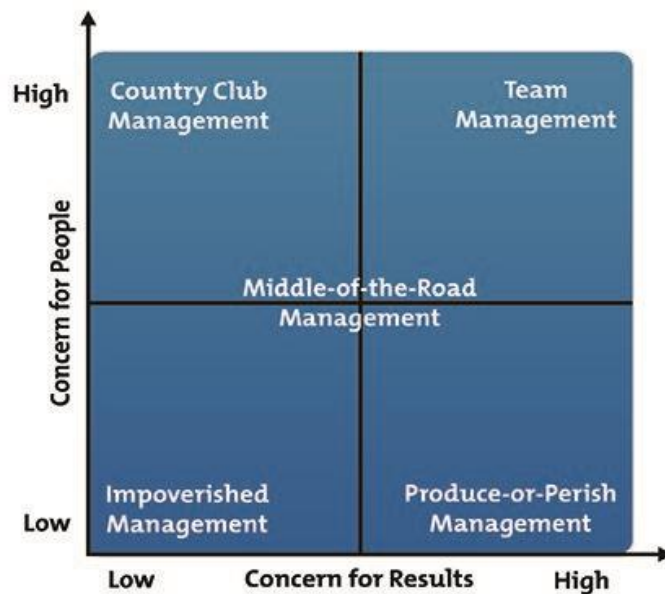 High
Country Club
Management
Team
Management
Concern for People
Middle-of-the-Road
Management
Low
Impoverished
Management
Produce-or-Perish
Management
Low
Concern for Results
High